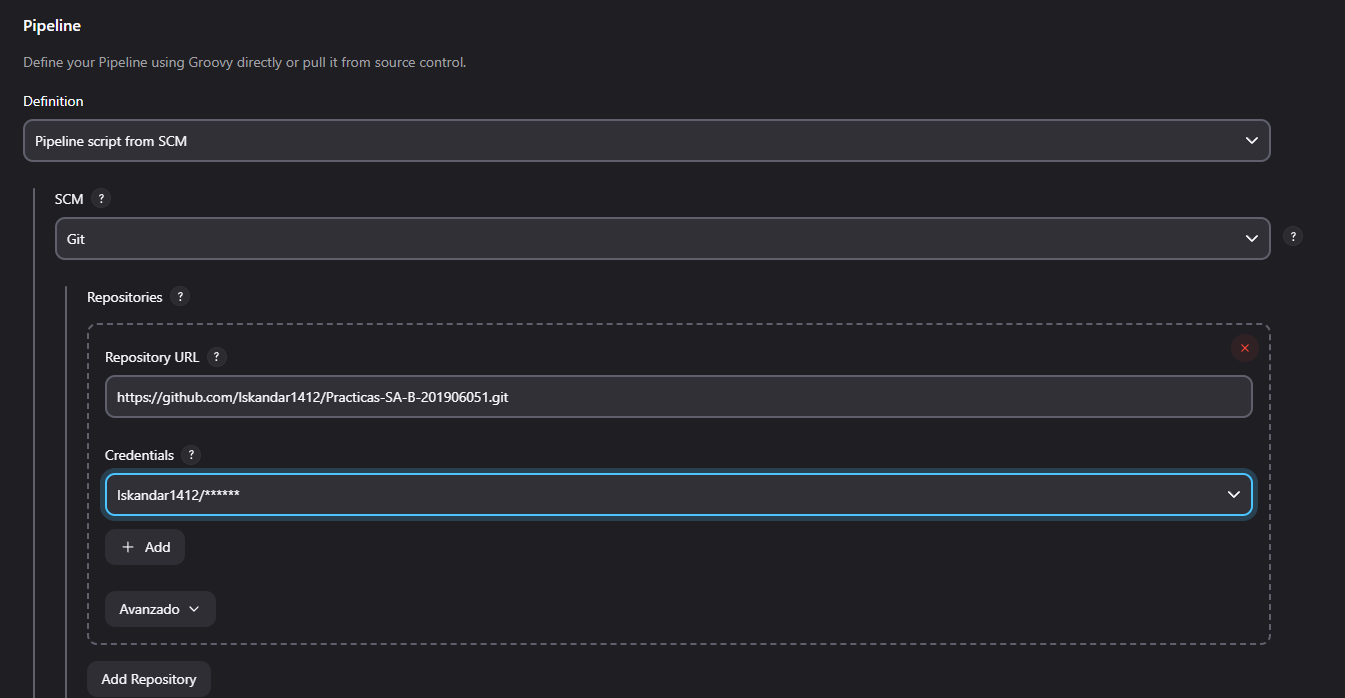 Pipeline
Define your Pipeline using Groovy directly or pull it from source control.
Definition
Pipeline script from SCM
SCM ?
Git
?
Repositories ?
Repository URL ?
https://github.com/Iskandar1412/Practicas-SA-B-201906051.git
Credentials ?
Iskandar1412/******
+ Add
Avanzado
Add Repository